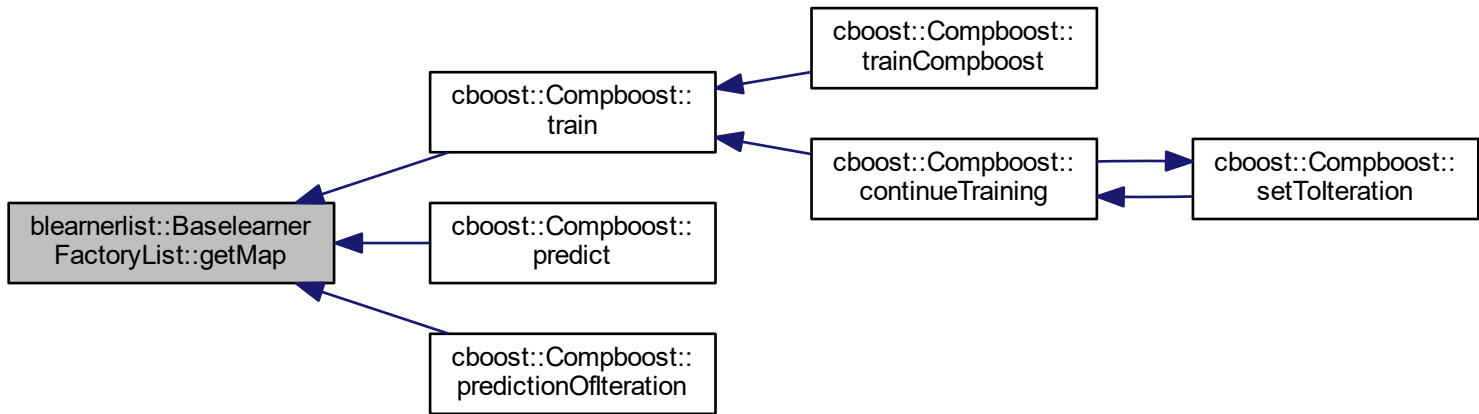 blearnerlist::Baselearner
FactoryList::getMap
cboost::Compboost::
train
cboost::Compboost::
predict
cboost::Compboost::
predictionOfIteration
cboost::Compboost::
trainCompboost
cboost::Compboost::
continueTraining
cboost::Compboost::
setToIteration